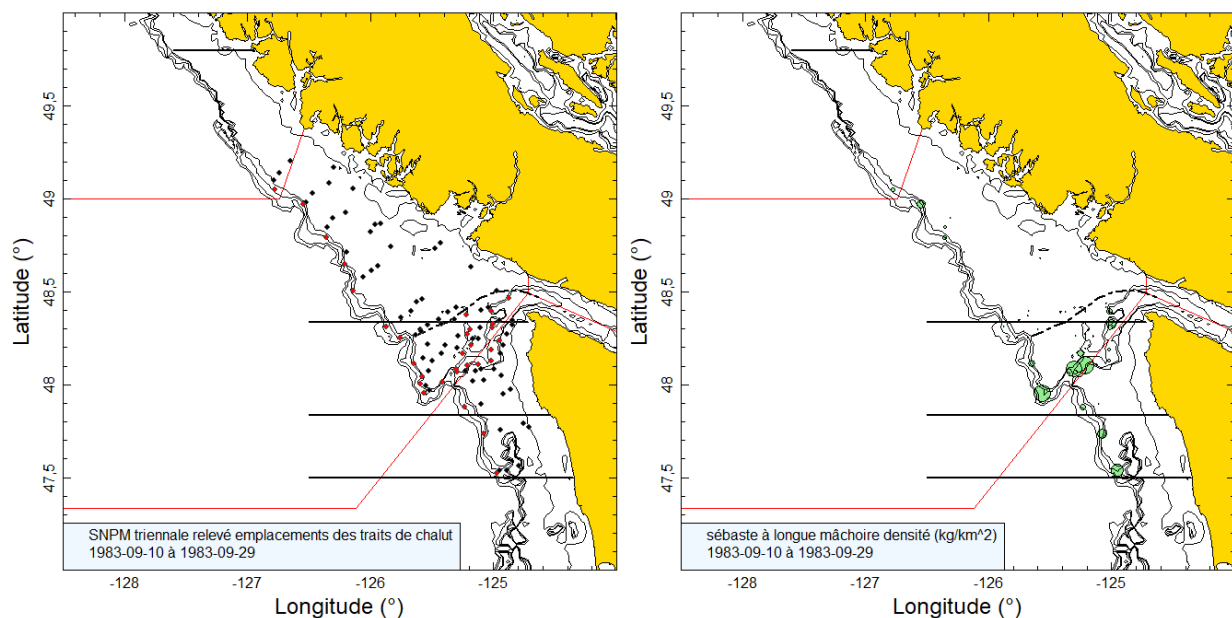 Latitude (°)
49,5
49
48,5
48
47,5
SNPM triennale relevé emplacements des traits de chalut
1983-09-10 à 1983-09-29
-128
-127
-126
-125
Longitude (°)
Latitude (°)
49,5
49
48,5
48
47,5
sébaste à longue mâchoire densité (kg/km^2)
1983-09-10 à 1983-09-29
-128
-127
-126
-125
Longitude (°)